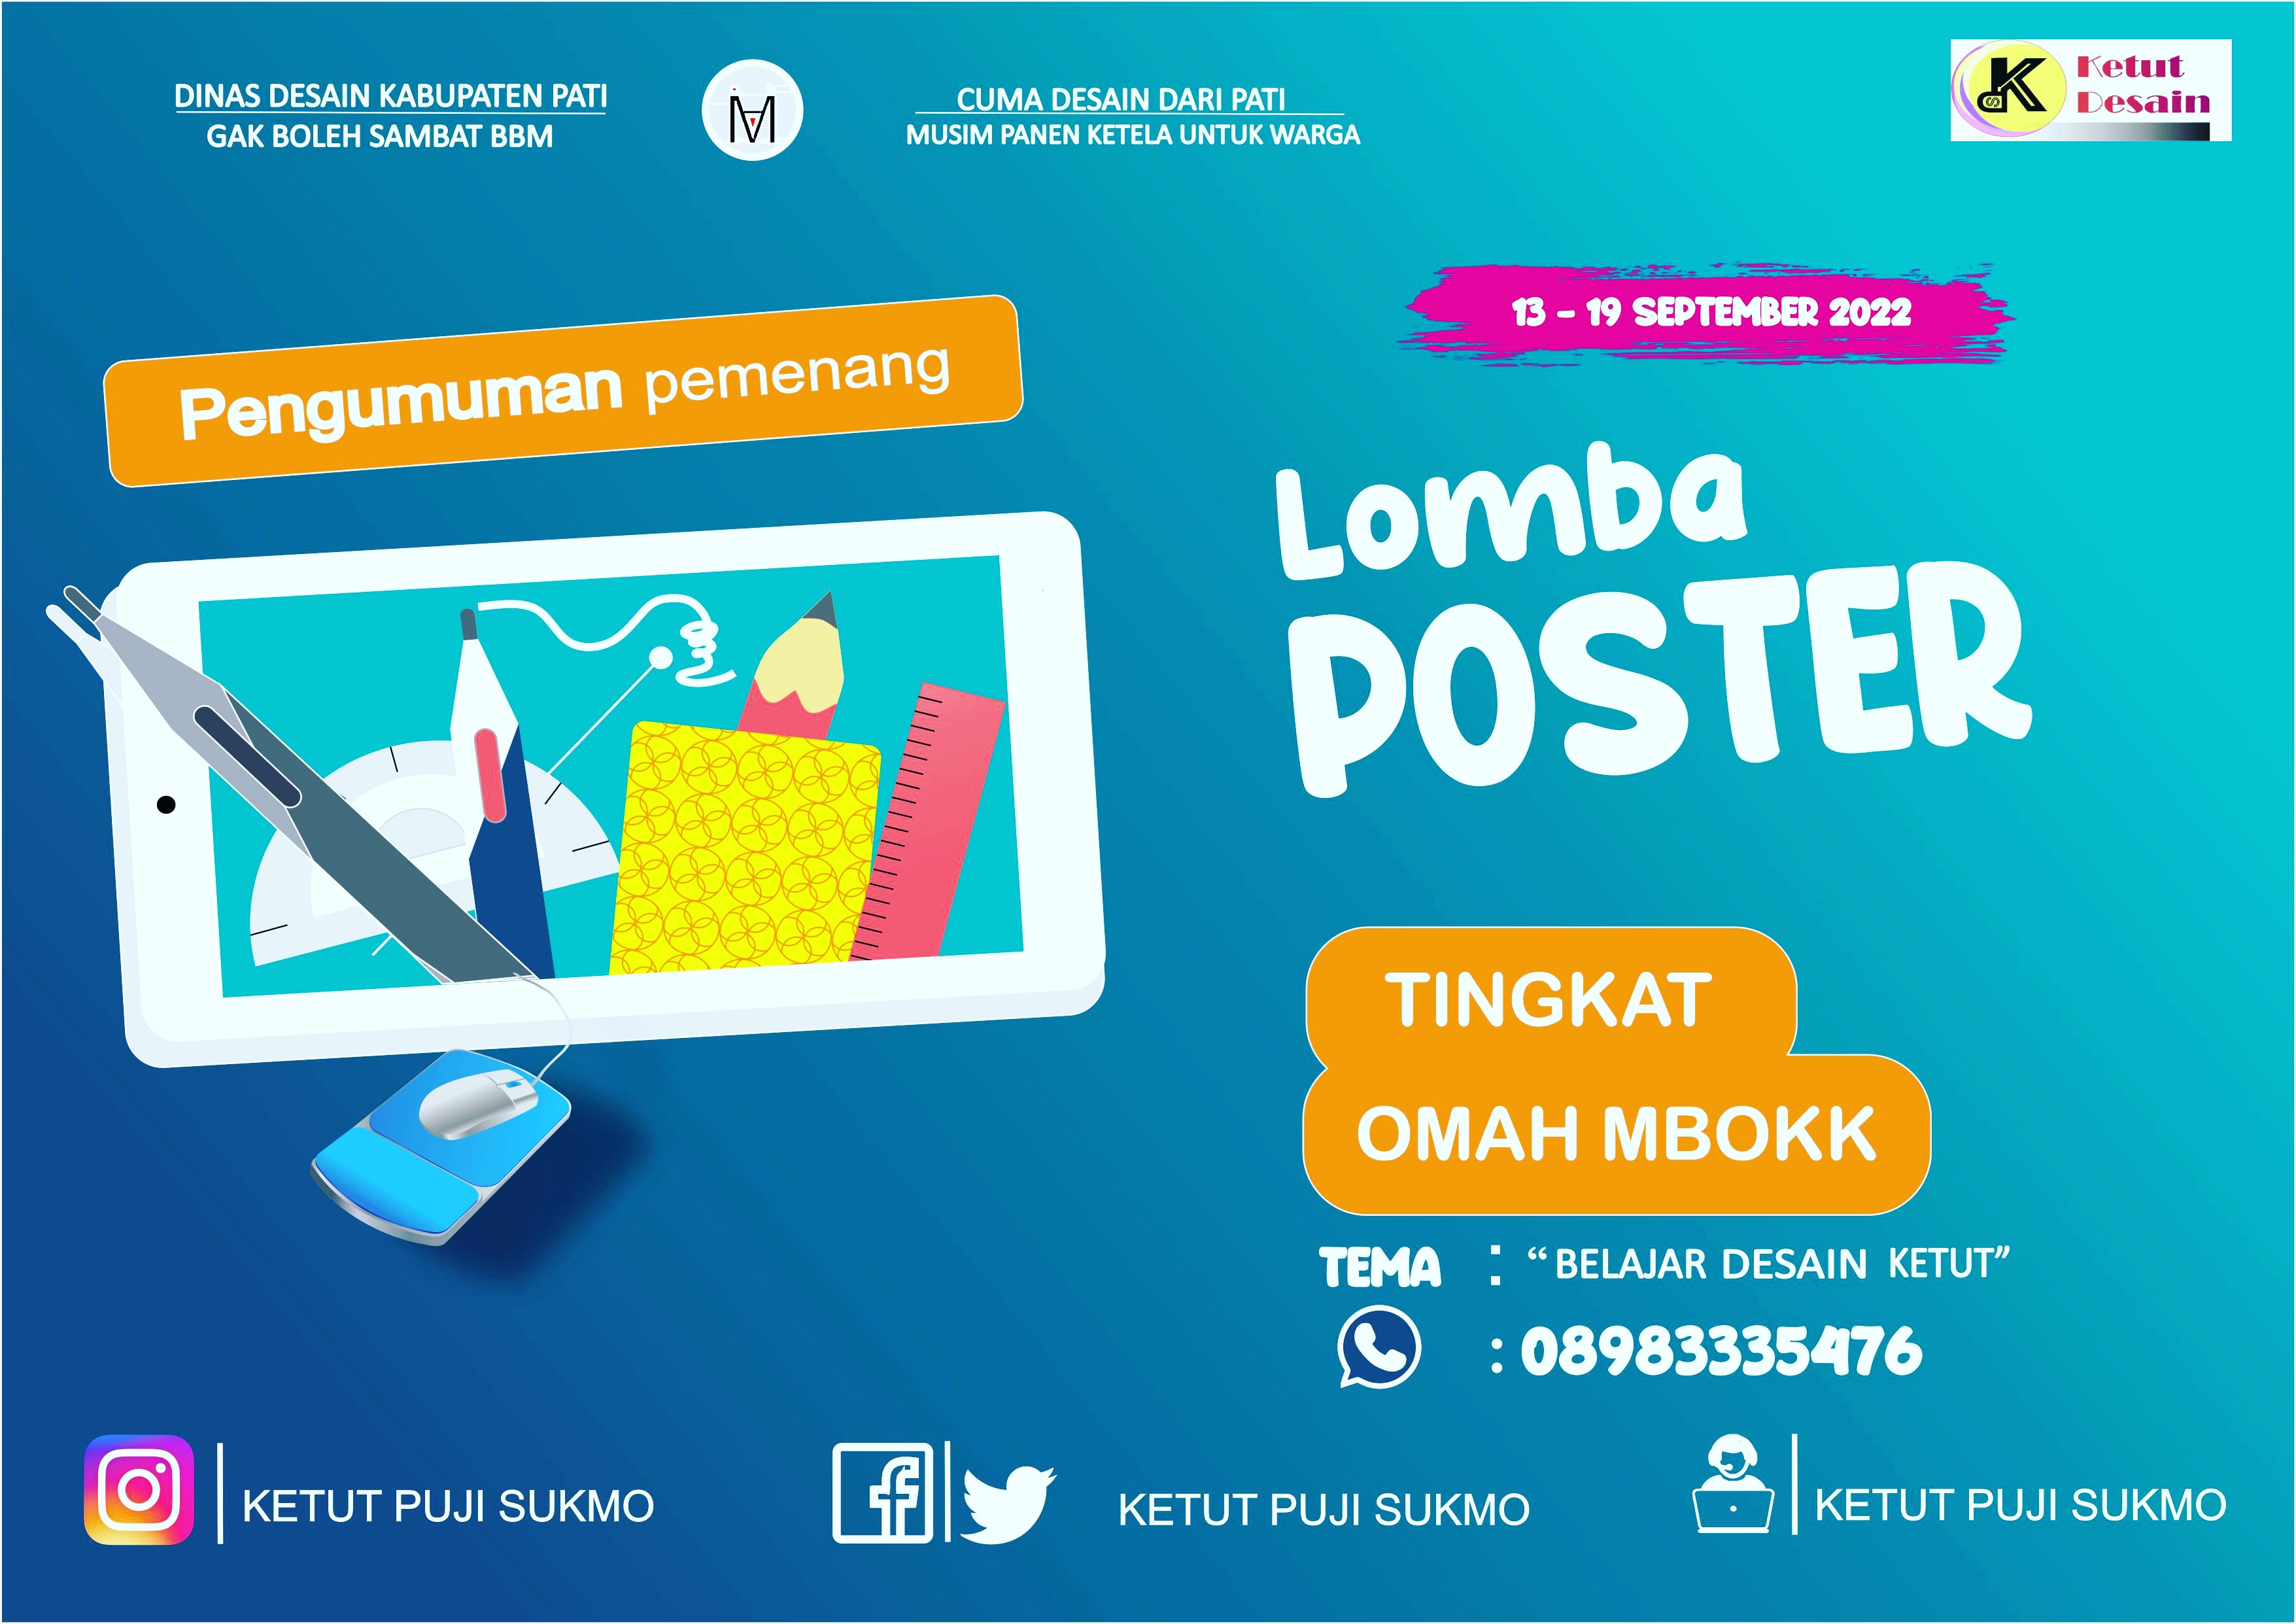 DINAS DESAIN KABUPATEN PATI
GAK BOLEH SAMBAT BBM
CUMA DESAIN DARI PATI
MUSIM PANEN KETELA UNTUK WARGA
Ketut
Desain
13 - 19 SEPTEMBER 2022
Pengumuman pemenang
Lomba
POSTER
TINGKAT
OMAH MBOKK
TEMA : “ BELAJAR DESAIN KETUT”
: 08983335476
KETUT PUJI SUKMO
KETUT PUJI SUKMO
KETUT PUJI SUKMO